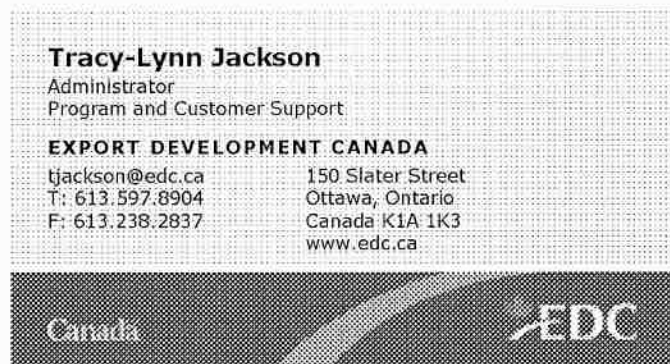 Tracy-Lynn Jackson
Administrator
Program and Customer Support
EXPORT DEVELOPMENT CANADA
tjackson@edc.ca
T: 613.597.8904
F: 613.238.2837
150 Slater Street
Ottawa, Ontario
Canada K1A 1K3
www.edc.ca
Canada
EDC